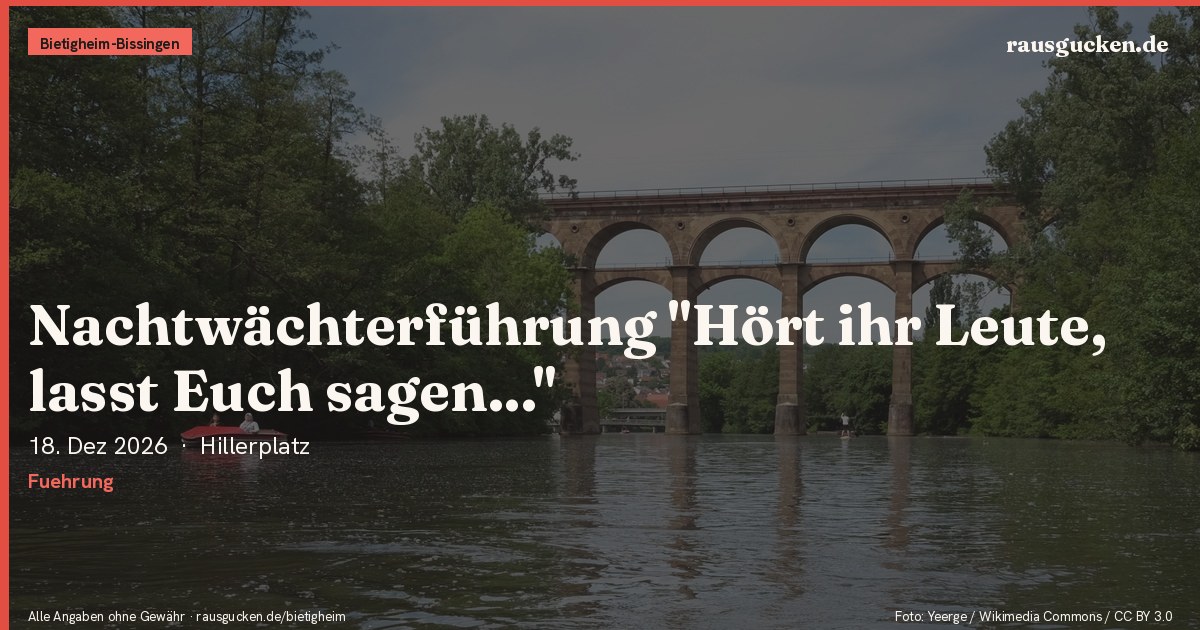 Bietigheim-Bissingen
rausgucken.de
Nachtwächterführung "Hört ihr Leute,
lasst Euch sagen..."
18. Dez 2026 · Hillerplatz
Fuehrung
Alle Angaben ohne Gewähr · rausgucken.de/bietigheim
Foto: Yeerge / Wikimedia Commons / CC BY 3.0